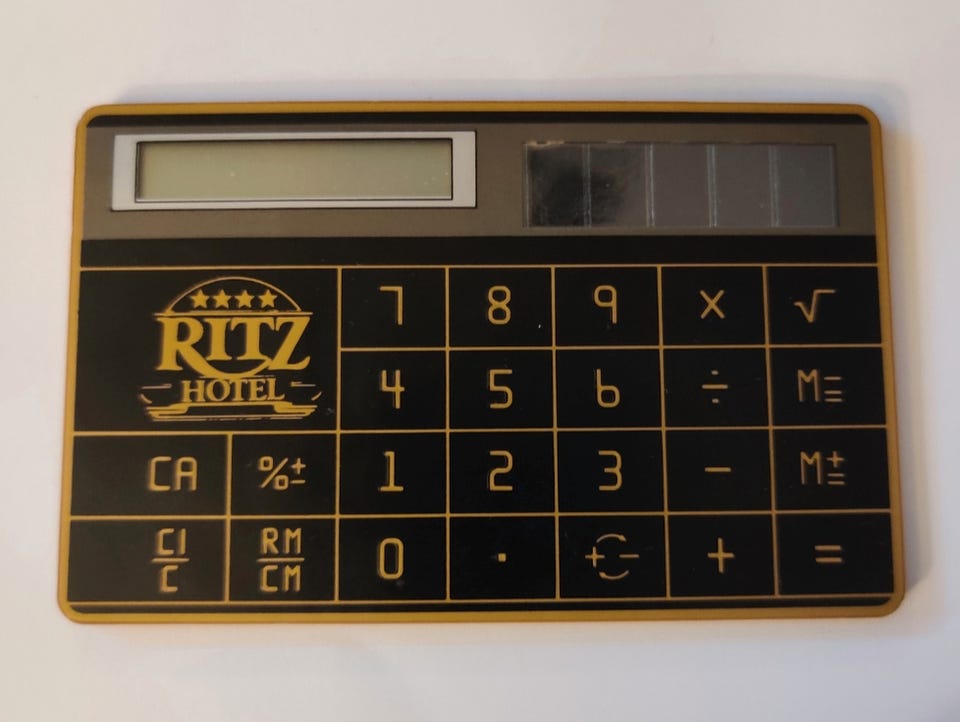 ★★★★
RITZ
HOTEL
7 8 9 X √
4 5 6 ÷ M=
CA %± 1 2 3 − M±=
CI/C RM/CM 0 . +⇄− + =